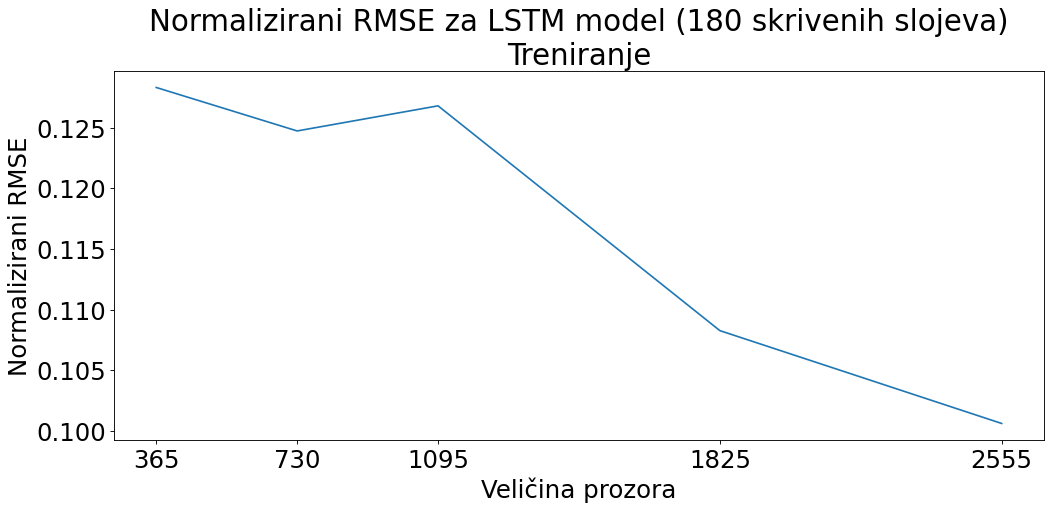 Normalizirani RMSE za LSTM model (180 skrivenih slojeva)
Treniranje
Normalizirani RMSE
0.125
0.120
0.115
0.110
0.105
0.100
365 730 1095 1825 2555
Veličina prozora